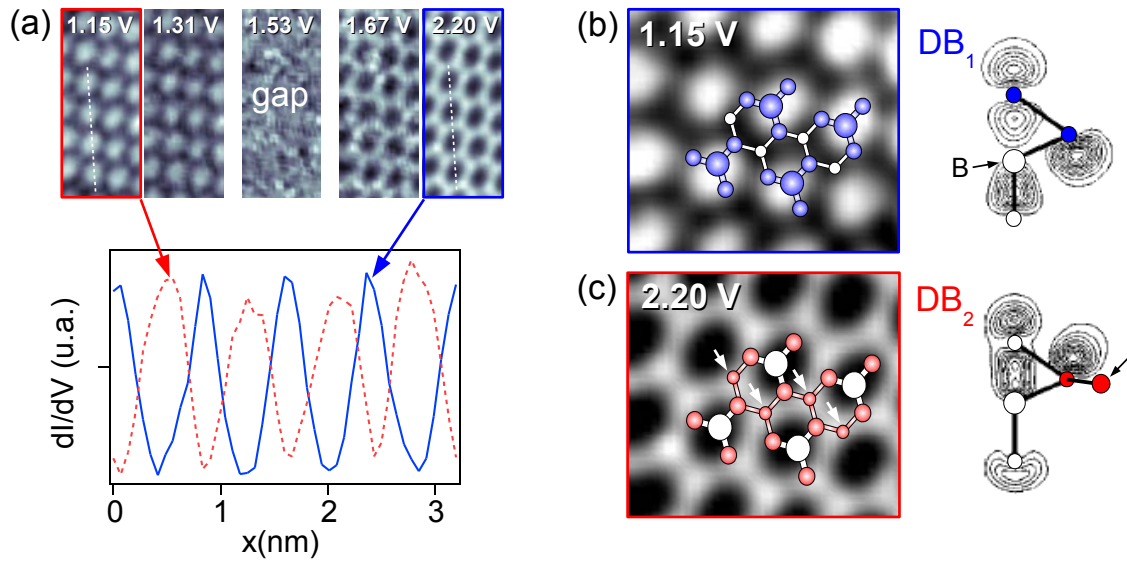 (a)
1.15 V
1.31 V
1.53 V
1.67 V
2.20 V
gap
dI/dV (u.a.)
0
1
2
3
x(nm)
(b)
1.15 V
DB1
B
(c)
2.20 V
DB2